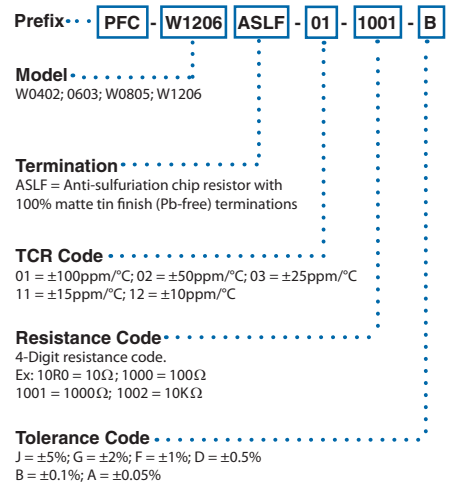 Prefix PFC - W1206 ASLF - 01 - 1001 - B
Model
W0402; 0603; W0805; W1206
Termination
ASLF = Anti-sulfuriation chip resistor with
100% matte tin finish (Pb-free) terminations
TCR Code
01 = ±100ppm/°C; 02 = ±50ppm/°C; 03 = ±25ppm/°C
11 = ±15ppm/°C; 12 = ±10ppm/°C
Resistance Code
4-Digit resistance code.
Ex: 10R0 = 10Ω; 1000 = 100Ω
1001 = 1000Ω; 1002 = 10KΩ
Tolerance Code
J = ±5%; G = ±2%; F = ±1%; D = ±0.5%
B = ±0.1%; A = ±0.05%